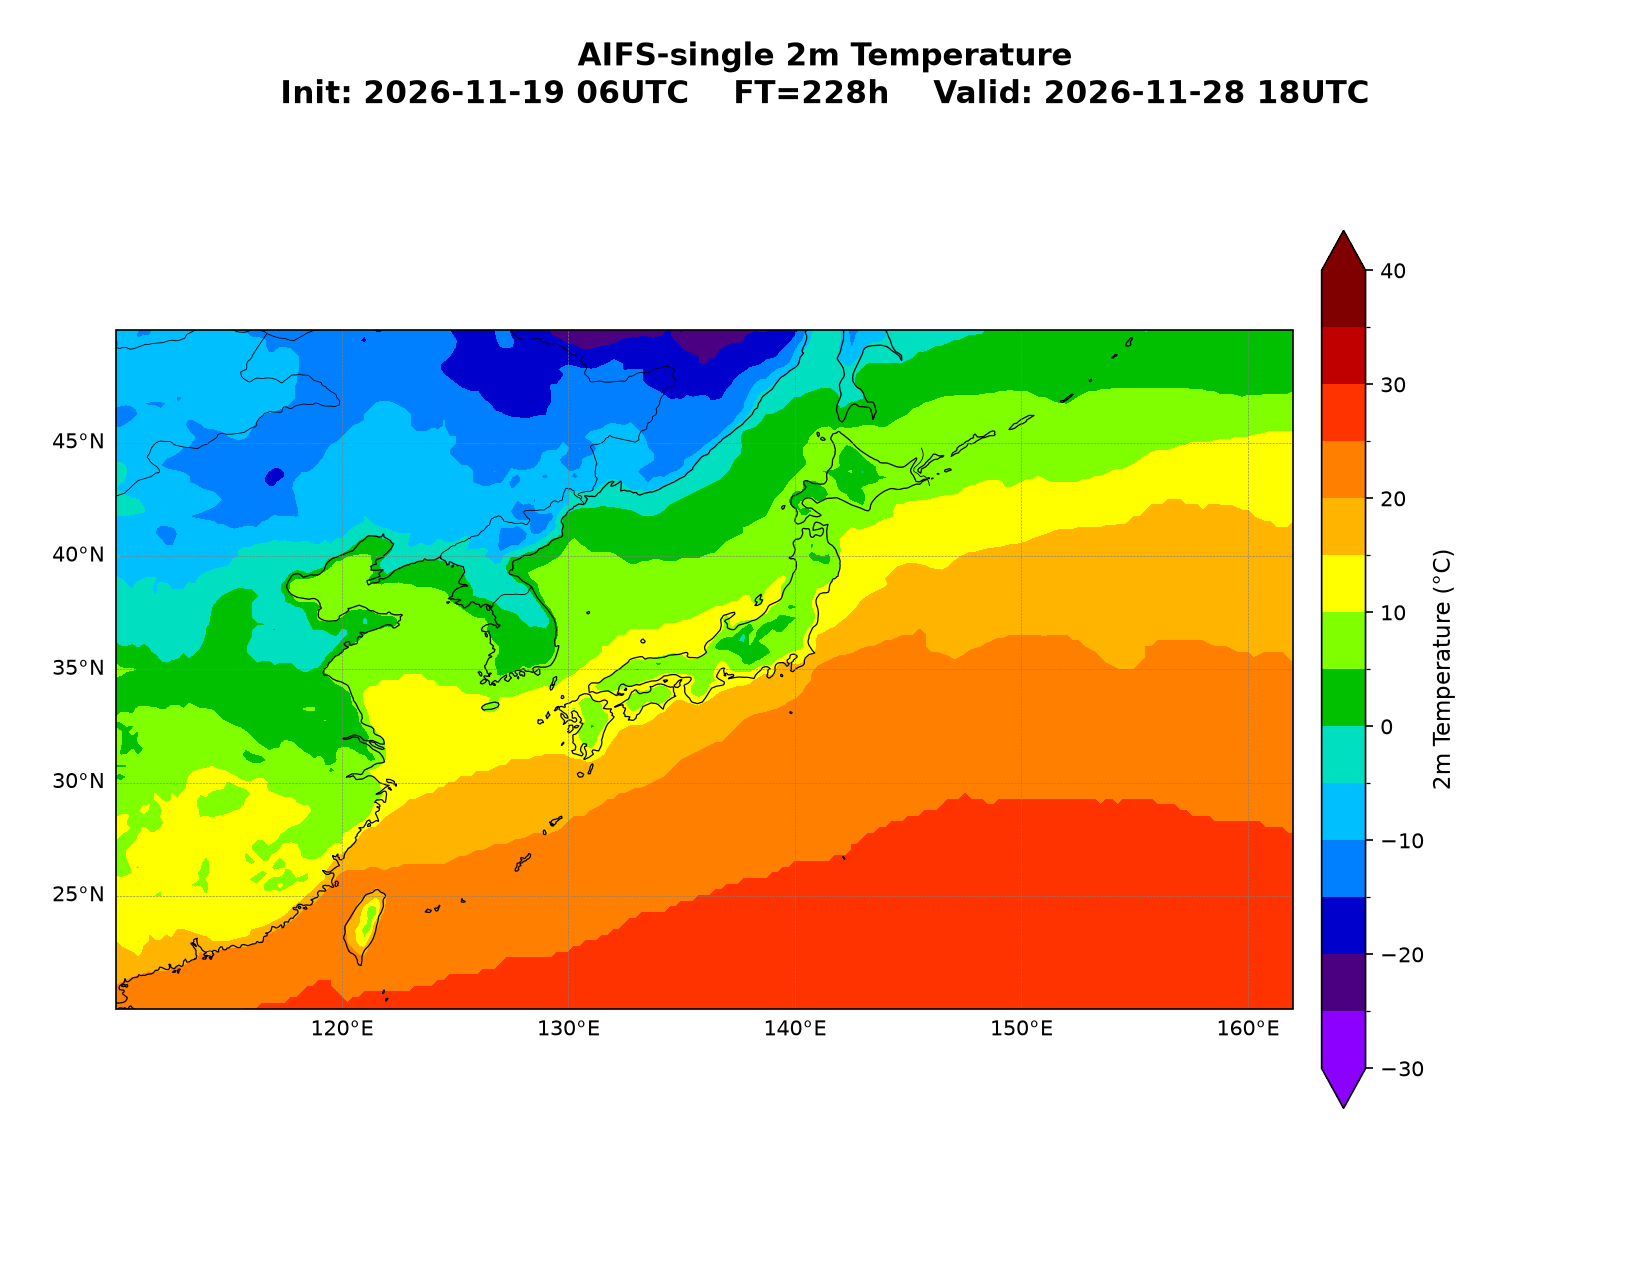 AIFS-single 2m Temperature
Init: 2026-11-19 06UTC    FT=228h    Valid: 2026-11-28 18UTC
45°N
40°N
35°N
30°N
25°N
120°E
130°E
140°E
150°E
160°E
40
30
20
10
0
−10
−20
−30
2m Temperature (°C)